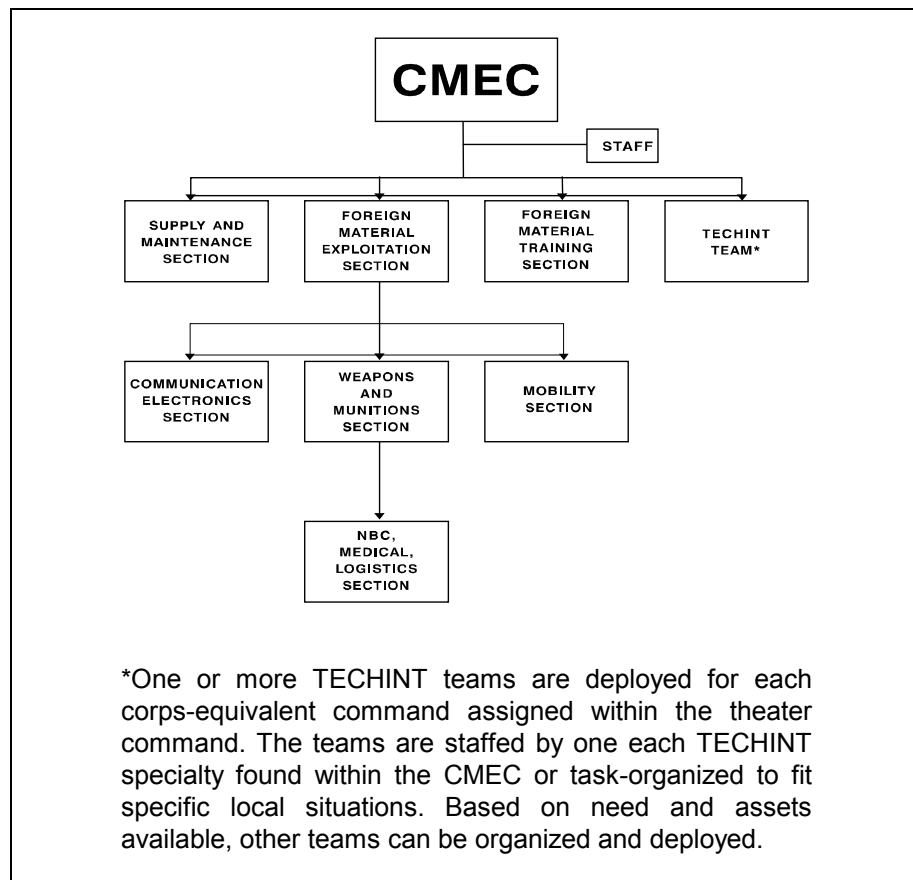 CMEC
STAFF
SUPPLY AND
MAINTENANCE
SECTION
FOREIGN
MATERIAL
EXPLOITATION
SECTION
FOREIGN
MATERIAL
TRAINING
SECTION
TECHINT
TEAM*
COMMUNICATION
ELECTRONICS
SECTION
WEAPONS
AND
MUNITIONS
SECTION
MOBILITY
SECTION
NBC,
MEDICAL,
LOGISTICS
SECTION
*One or more TECHINT teams are deployed for each
corps-equivalent command assigned within the theater
command. The teams are staffed by one each TECHINT
specialty found within the CMEC or task-organized to fit
specific local situations. Based on need and assets
available, other teams can be organized and deployed.